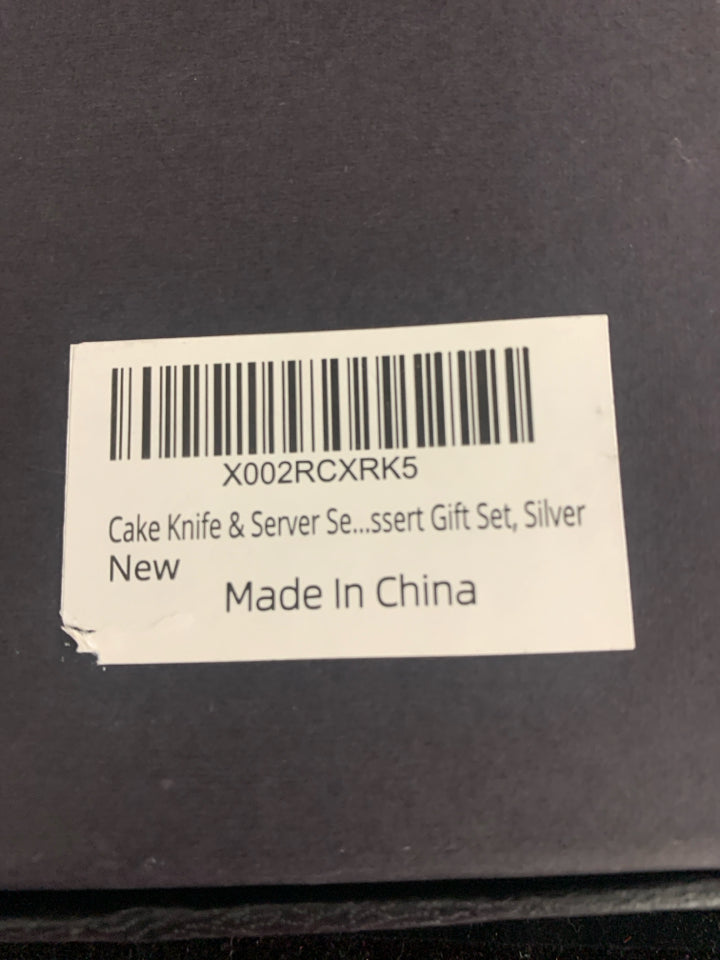 X002RCXRK5
Cake Knife & Server Se...ssert Gift Set, Silver
New
Made In China